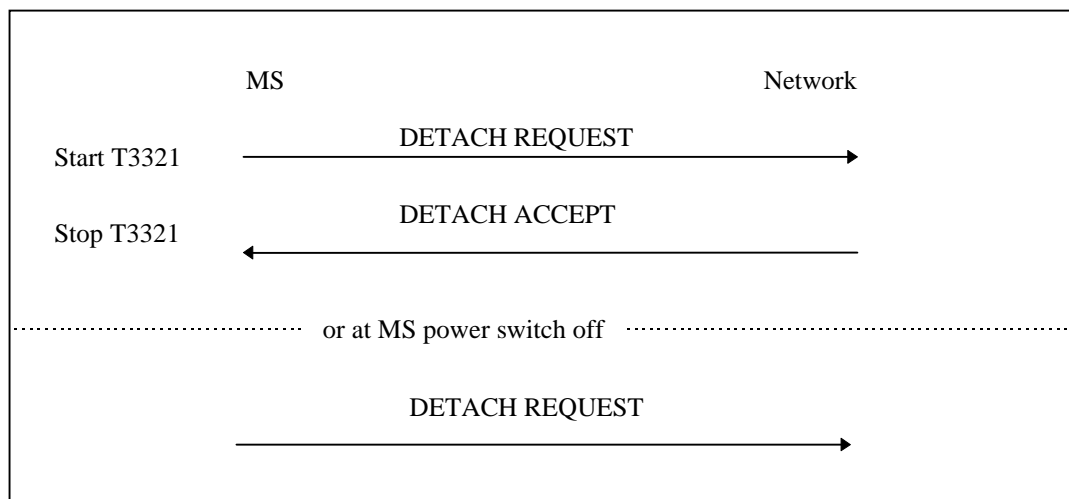 MS
Network
DETACH REQUEST
Start T3321
DETACH ACCEPT
Stop T3321
or at MS power switch off
DETACH REQUEST